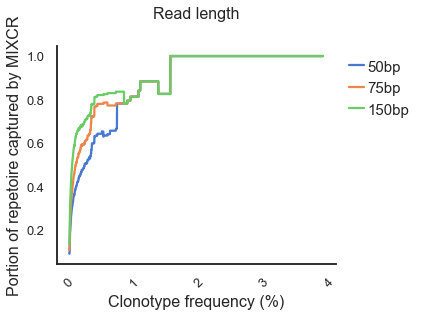 Read length
Portion of repetoire captured by MIXCR
1.0
0.8
0.6
0.4
0.2
0
1
2
3
4
Clonotype frequency (%)
50bp
75bp
150bp